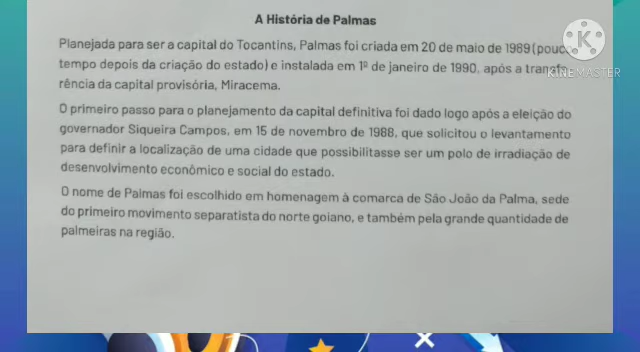 A História de Palmas
Planejada para ser a capital do Tocantins, Palmas foi criada em 20 de maio de 1989 (pouco
tempo depois da criação do estado) e instalada em 1º de janeiro de 1990, após a transfe-
rência da capital provisória, Miracema.
O primeiro passo para o planejamento da capital definitiva foi dado logo após a eleição do
governador Siqueira Campos, em 15 de novembro de 1988, que solicitou o levantamento
para definir a localização de uma cidade que possibilitasse ser um polo de irradiação de
desenvolvimento econômico e social do estado.
O nome de Palmas foi escolhido em homenagem à comarca de São João da Palma, sede
do primeiro movimento separatista do norte goiano, e também pela grande quantidade de
palmeiras na região.
K
KINEMASTER